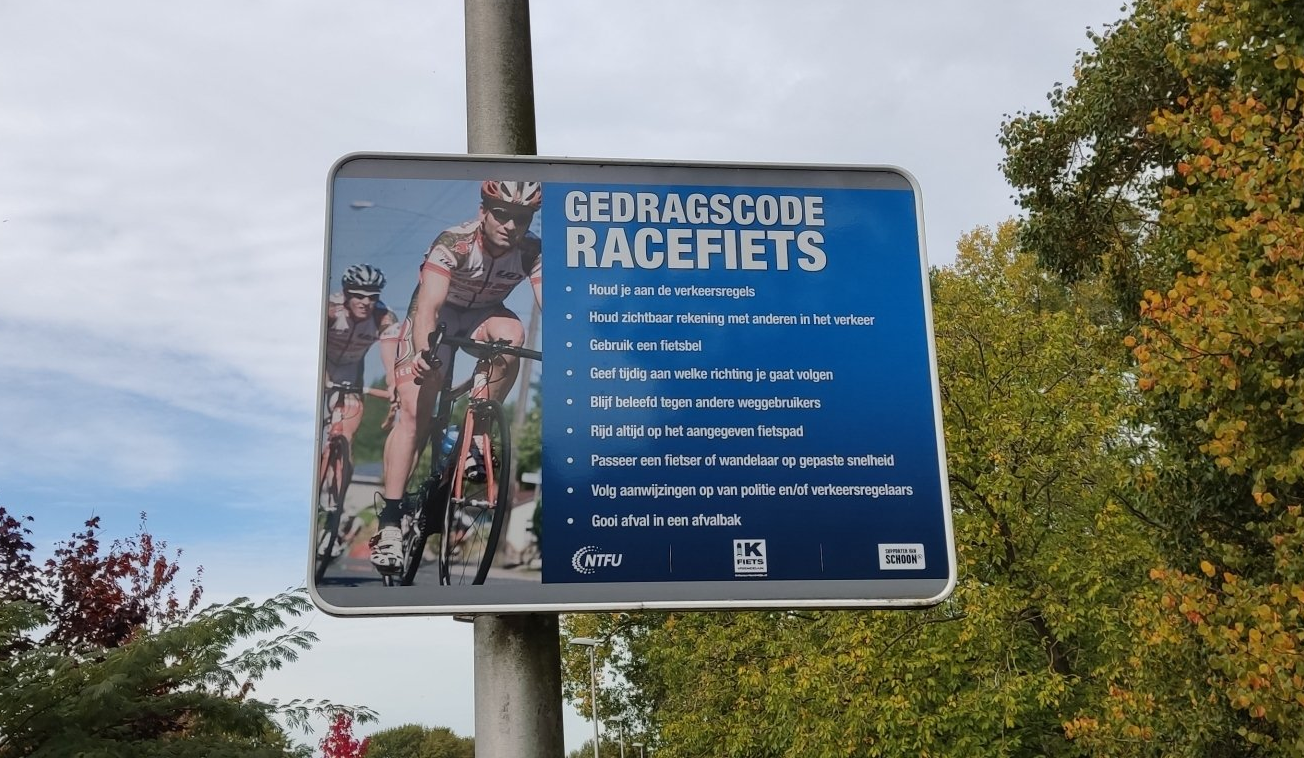 GEDRAGSCODE
RACEFIETS
• Houd je aan de verkeersregels
• Houd zichtbaar rekening met anderen in het verkeer
• Gebruik een fietsbel
• Geef tijdig aan welke richting je gaat volgen
• Blijf beleefd tegen andere weggebruikers
• Rijd altijd op het aangegeven fietspad
• Passeer een fietser of wandelaar op gepaste snelheid
• Volg aanwijzingen op van politie en/of verkeersregelaars
• Gooi afval in een afvalbak
NTFU
IK
FIETS
SUPPORTER VAN
SCHOON